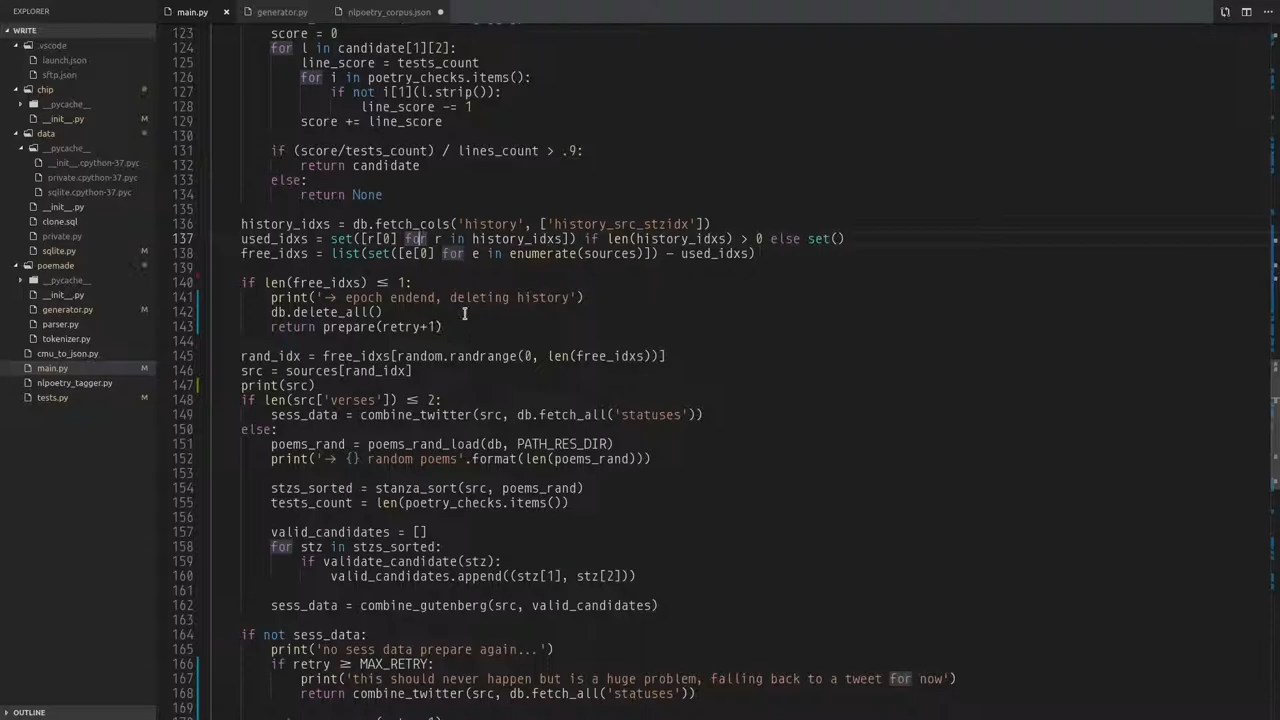 EXPLORER
main.py ×
generator.py
nlpoetry_corpus.json
WRITE
.vscode
launch.json
sftp.json
chip
__pycache__
__init__.py M
data
__pycache__
__init__.cpython-37.pyc
private.cpython-37.pyc
sqlite.cpython-37.pyc
__init__.py
clone.sql
private.py
sqlite.py M
poemade
__pycache__
__init__.py
generator.py M
parser.py
tokenizer.py
cmu_to_json.py
main.py M
nlpoetry_tagger.py
tests.py M
OUTLINE
123 score = 0
124 for l in candidate[1][2]:
125 line_score = tests_count
126 for i in poetry_checks.items():
127 if not i[1](l.strip()):
128 line_score -= 1
129 score += line_score
130
131 if (score/tests_count) / lines_count > .9:
132 return candidate
133 else:
134 return None
135
136 history_idxs = db.fetch_cols('history', ['history_src_stzidx'])
137 used_idxs = set([r[0] for r in history_idxs]) if len(history_idxs) > 0 else set()
138 free_idxs = list(set([e[0] for e in enumerate(sources)]) - used_idxs)
139
140 if len(free_idxs) ≤ 1:
141 print('→ epoch endend, deleting history')
142 db.delete_all()
143 return prepare(retry+1)
144
145 rand_idx = free_idxs[random.randrange(0, len(free_idxs))]
146 src = sources[rand_idx]
147 print(src)
148 if len(src['verses']) ≤ 2:
149 sess_data = combine_twitter(src, db.fetch_all('statuses'))
150 else:
151 poems_rand = poems_rand_load(db, PATH_RES_DIR)
152 print('→ {} random poems'.format(len(poems_rand)))
153
154 stzs_sorted = stanza_sort(src, poems_rand)
155 tests_count = len(poetry_checks.items())
156
157 valid_candidates = []
158 for stz in stzs_sorted:
159 if validate_candidate(stz):
160 valid_candidates.append((stz[1], stz[2]))
161
162 sess_data = combine_gutenberg(src, valid_candidates)
163
164 if not sess_data:
165 print('no sess data prepare again...')
166 if retry ≥ MAX_RETRY:
167 print('this should never happen but is a huge problem, falling back to a tweet for now')
168 return combine_twitter(src, db.fetch_all('statuses'))